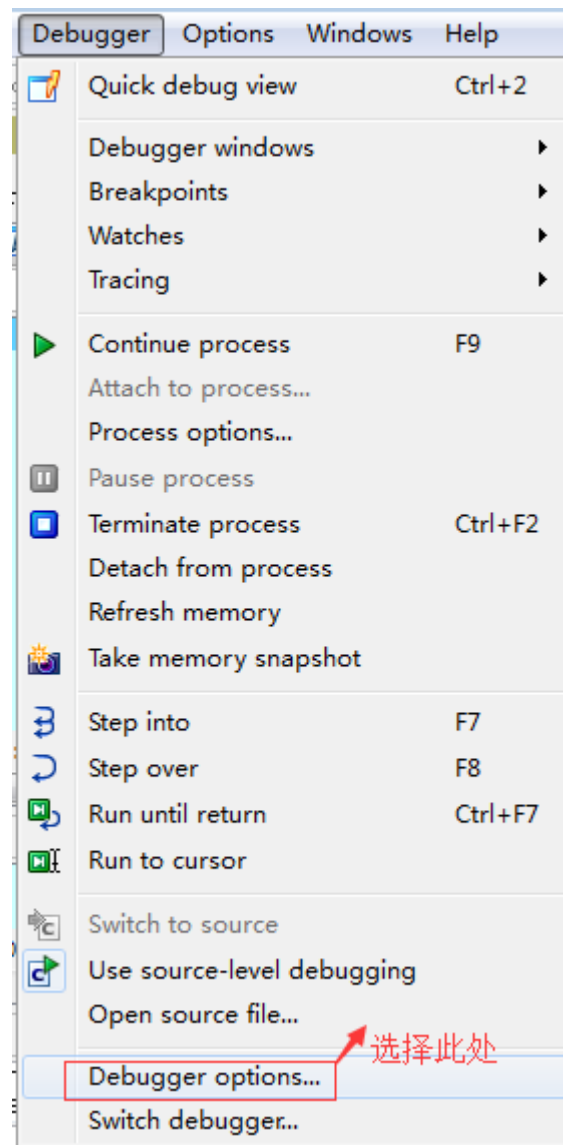 Debugger Options Windows Help
Quick debug view Ctrl+2
Debugger windows
Breakpoints
Watches
Tracing
Continue process F9
Attach to process...
Process options...
Pause process
Terminate process Ctrl+F2
Detach from process
Refresh memory
Take memory snapshot
Step into F7
Step over F8
Run until return Ctrl+F7
Run to cursor
Switch to source
Use source-level debugging
Open source file...
选择此处
Debugger options...
Switch debugger...